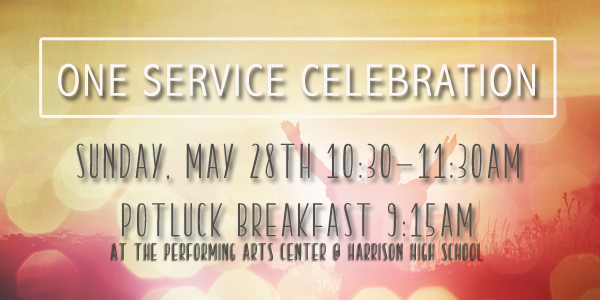 ONE SERVICE CELEBRATION
SUNDAY, MAY 28TH 10:30-11:30AM
POTLUCK BREAKFAST 9:15AM
AT THE PERFORMING ARTS CENTER @ HARRISON HIGH SCHOOL